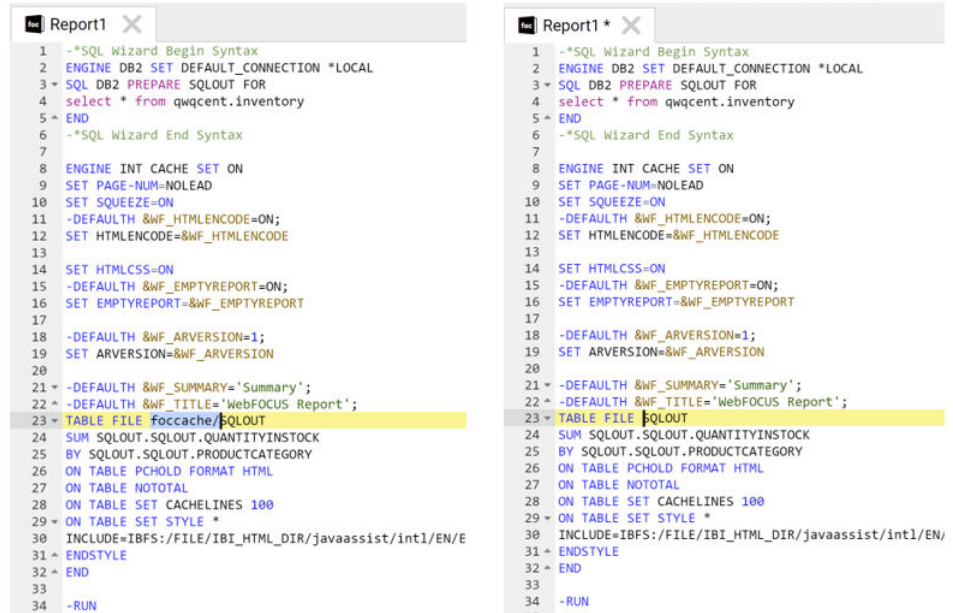 foc Report1
1 -*SQL Wizard Begin Syntax
2 ENGINE DB2 SET DEFAULT_CONNECTION *LOCAL
3 SQL DB2 PREPARE SQLOUT FOR
4 select * from qwqcent.inventory
5 END
6 -*SQL Wizard End Syntax
7
8 ENGINE INT CACHE SET ON
9 SET PAGE-NUM=NOLEAD
10 SET SQUEEZE=ON
11 -DEFAULTH &WF_HTMLENCODE=ON;
12 SET HTMLENCODE=&WF_HTMLENCODE
13
14 SET HTMLCSS=ON
15 -DEFAULTH &WF_EMPTYREPORT=ON;
16 SET EMPTYREPORT=&WF_EMPTYREPORT
17
18 -DEFAULTH &WF_ARVERSION=1;
19 SET ARVERSION=&WF_ARVERSION
20
21 -DEFAULTH &WF_SUMMARY='Summary';
22 -DEFAULTH &WF_TITLE='WebFOCUS Report';
23 TABLE FILE foccache/SQLOUT
24 SUM SQLOUT.SQLOUT.QUANTITYINSTOCK
25 BY SQLOUT.SQLOUT.PRODUCTCATEGORY
26 ON TABLE PCHOLD FORMAT HTML
27 ON TABLE NOTOTAL
28 ON TABLE SET CACHELINES 100
29 ON TABLE SET STYLE *
30 INCLUDE=IBFS:/FILE/IBI_HTML_DIR/javaassist/intl/EN/E
31 ENDSTYLE
32 END
33
34 -RUN
foc Report1 *
1 -*SQL Wizard Begin Syntax
2 ENGINE DB2 SET DEFAULT_CONNECTION *LOCAL
3 SQL DB2 PREPARE SQLOUT FOR
4 select * from qwqcent.inventory
5 END
6 -*SQL Wizard End Syntax
7
8 ENGINE INT CACHE SET ON
9 SET PAGE-NUM=NOLEAD
10 SET SQUEEZE=ON
11 -DEFAULTH &WF_HTMLENCODE=ON;
12 SET HTMLENCODE=&WF_HTMLENCODE
13
14 SET HTMLCSS=ON
15 -DEFAULTH &WF_EMPTYREPORT=ON;
16 SET EMPTYREPORT=&WF_EMPTYREPORT
17
18 -DEFAULTH &WF_ARVERSION=1;
19 SET ARVERSION=&WF_ARVERSION
20
21 -DEFAULTH &WF_SUMMARY='Summary';
22 -DEFAULTH &WF_TITLE='WebFOCUS Report';
23 TABLE FILE SQLOUT
24 SUM SQLOUT.SQLOUT.QUANTITYINSTOCK
25 BY SQLOUT.SQLOUT.PRODUCTCATEGORY
26 ON TABLE PCHOLD FORMAT HTML
27 ON TABLE NOTOTAL
28 ON TABLE SET CACHELINES 100
29 ON TABLE SET STYLE *
30 INCLUDE=IBFS:/FILE/IBI_HTML_DIR/javaassist/intl/EN/
31 ENDSTYLE
32 END
33
34 -RUN